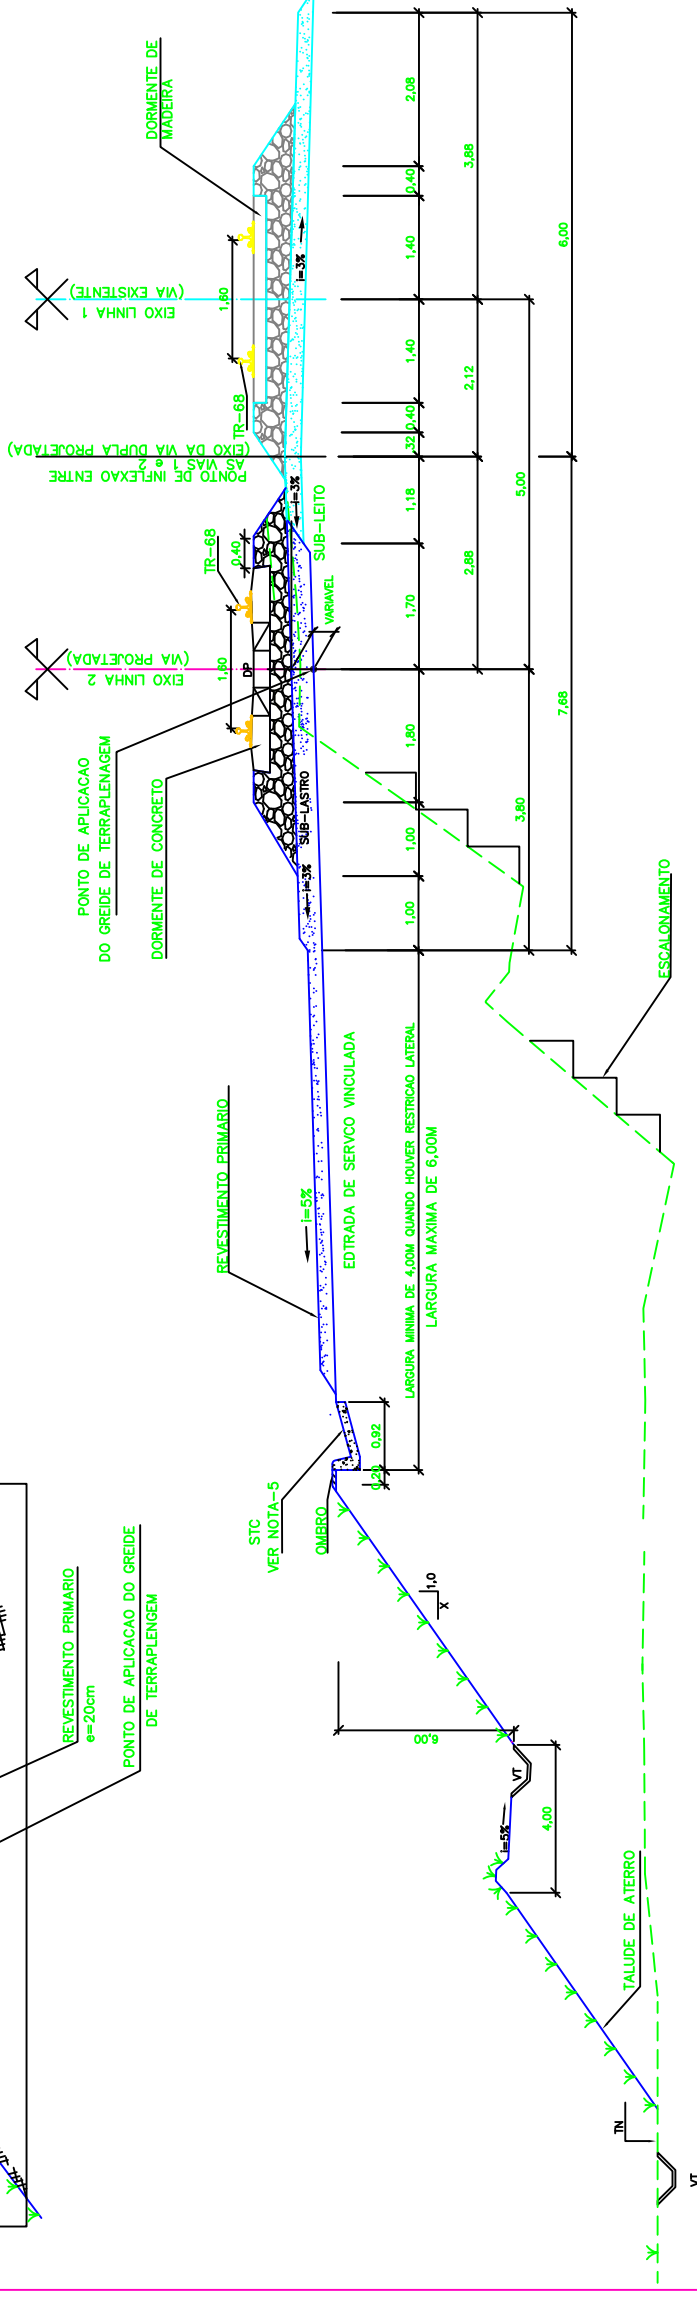 DORMENTE DE
MADEIRA
EIXO LINHA 1
(VIA EXISTENTE)
1,60
TR-68
PONTO DE INFLEXAO ENTRE
AS VIAS 1 e 2
(EIXO DA VIA DUPLA PROJETADA)
i=3%
i=3%
SUB-LEITO
2,08
0,40
1,40
1,40
0,40
32
1,18
1,70
1,80
1,00
1,00
3,88
2,12
2,88
5,00
3,80
6,00
7,68
TR-68
0,40
1,60
DP
EIXO LINHA 2
(VIA PROJETADA)
VARIAVEL
PONTO DE APLICACAO
DO GREIDE DE TERRAPLENAGEM
DORMENTE DE CONCRETO
SUB-LASTRO
i=3%
ESCALONAMENTO
REVESTIMENTO PRIMARIO
i=5%
EDTRADA DE SERVCO VINCULADA
LARGURA MINIMA DE 4,00M QUANDO HOUVER RESTRICAO LATERAL
LARGURA MAXIMA DE 6,00M
0,92
0,20
STC
VER NOTA-5
OMBRO
1,0
X
6,00
VT
i=5%
4,00
TALUDE DE ATERRO
TN
VT
REVESTIMENTO PRIMARIO
e=20cm
PONTO DE APLICACAO DO GREIDE
DE TERRAPLENGEM